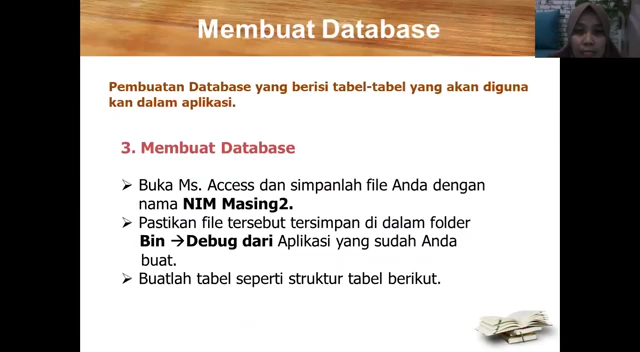 Membuat Database
Pembuatan Database yang berisi tabel-tabel yang akan diguna
kan dalam aplikasi.
3. Membuat Database
➢ Buka Ms. Access dan simpanlah file Anda dengan
nama NIM Masing2.
➢ Pastikan file tersebut tersimpan di dalam folder
Bin →Debug dari Aplikasi yang sudah Anda
buat.
➢ Buatlah tabel seperti struktur tabel berikut.